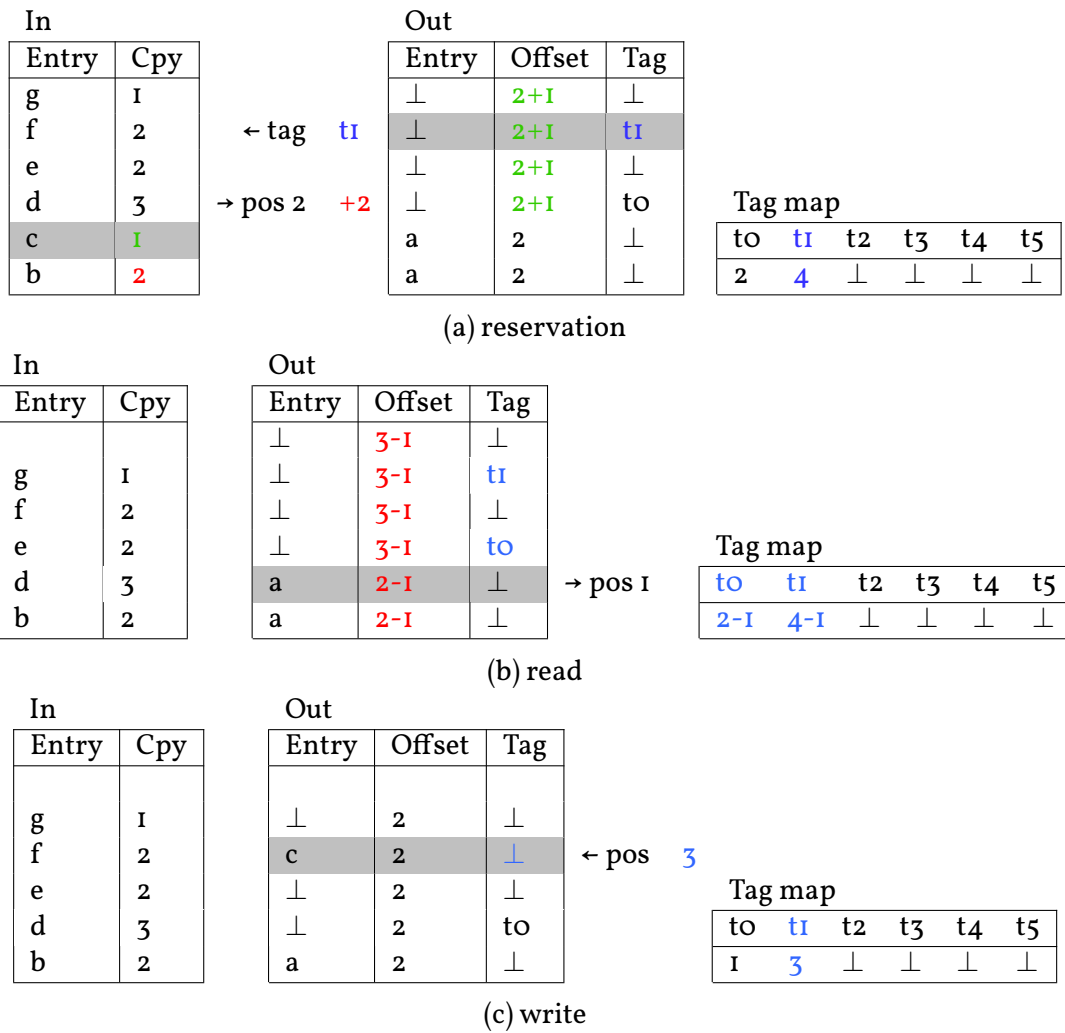 In Out
Entry Cpy Entry Offset Tag
g 1 ⊥ 2+1 ⊥
f 2 ← tag t1 ⊥ 2+1 t1
e 2 ⊥ 2+1 ⊥
d 3 → pos 2 +2 ⊥ 2+1 t0 Tag map
c 1 a 2 ⊥ t0 t1 t2 t3 t4 t5
b 2 a 2 ⊥ 2 4 ⊥ ⊥ ⊥ ⊥
(a) reservation
In Out
Entry Cpy Entry Offset Tag
⊥ 3-1 ⊥
g 1 ⊥ 3-1 t1
f 2 ⊥ 3-1 ⊥
e 2 ⊥ 3-1 t0 Tag map
d 3 a 2-1 ⊥ → pos 1 t0 t1 t2 t3 t4 t5
b 2 a 2-1 ⊥ 2-1 4-1 ⊥ ⊥ ⊥ ⊥
(b) read
In Out
Entry Cpy Entry Offset Tag
g 1 ⊥ 2 ⊥
f 2 c 2 ⊥ ← pos 3
e 2 ⊥ 2 ⊥ Tag map
d 3 ⊥ 2 t0 t0 t1 t2 t3 t4 t5
b 2 a 2 ⊥ 1 3 ⊥ ⊥ ⊥ ⊥
(c) write